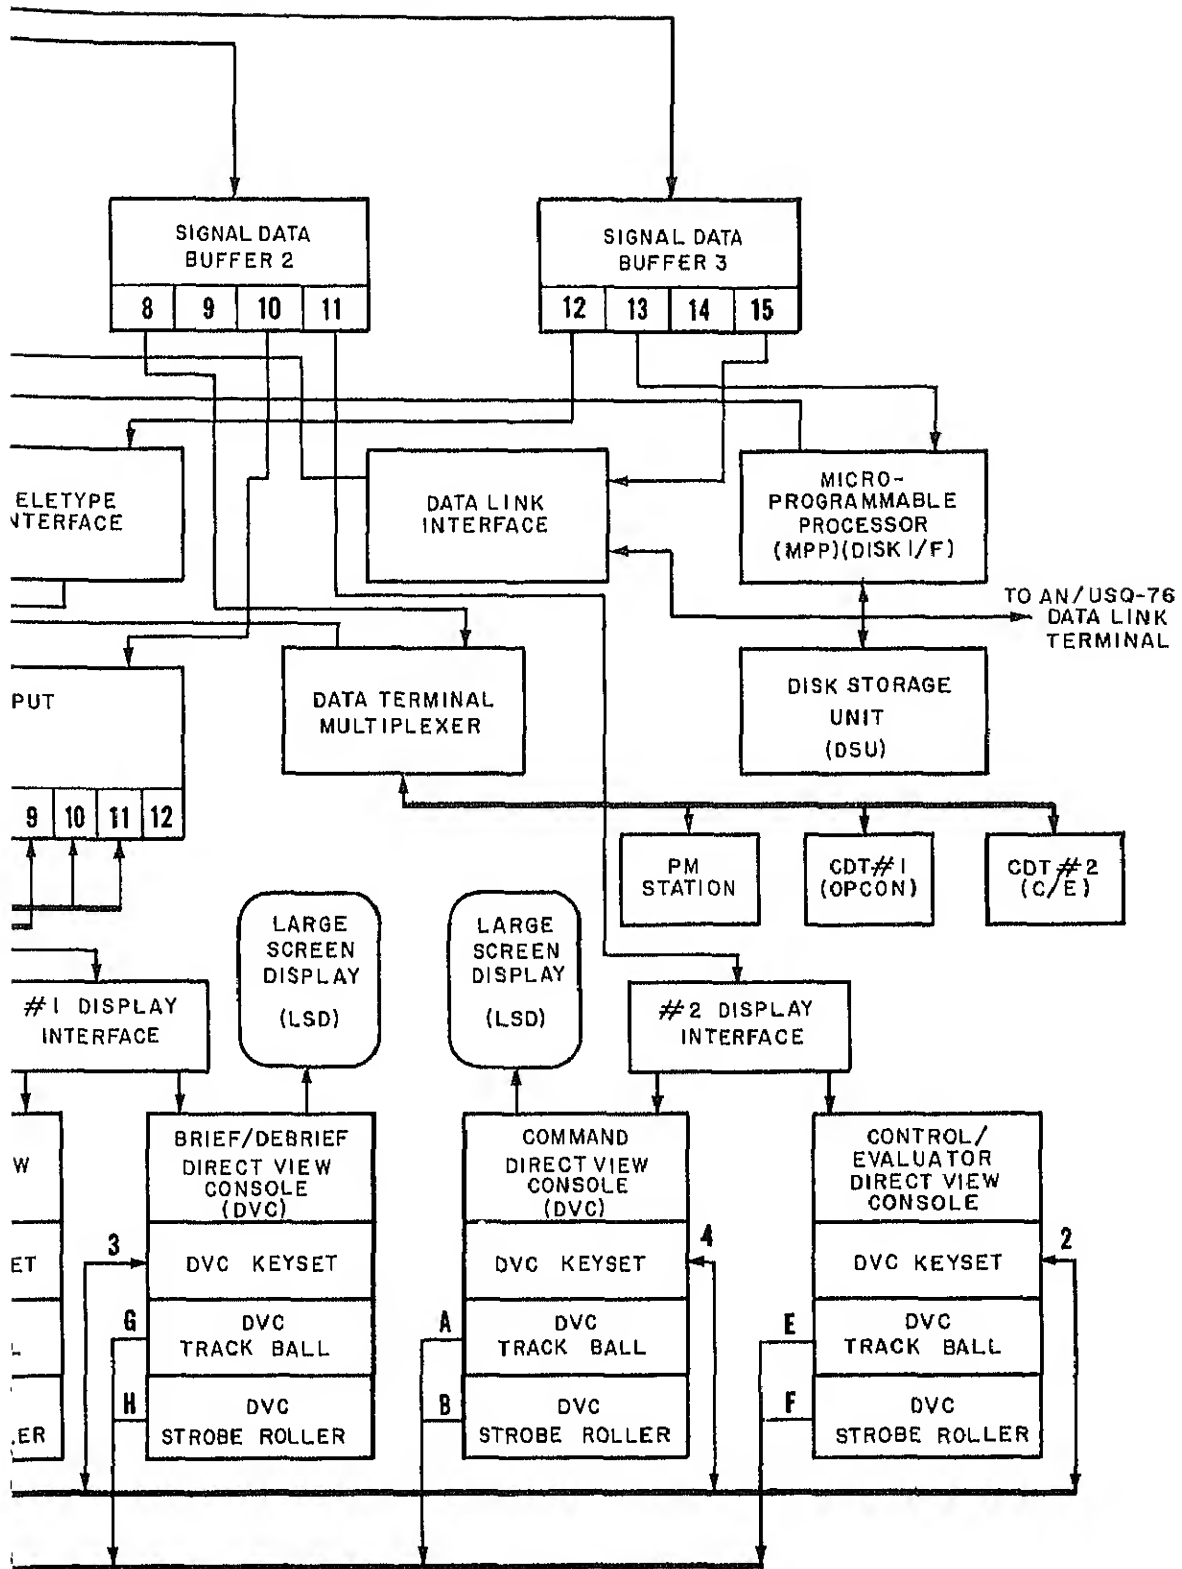 SIGNAL DATA
BUFFER 2
8 9 10 11
SIGNAL DATA
BUFFER 3
12 13 14 15
ELETYPE
NTERFACE
DATA LINK
INTERFACE
MICRO-
PROGRAMMABLE
PROCESSOR
(MPP)(DISK I/F)
TO AN/USQ-76
DATA LINK
TERMINAL
PUT
9 10 11 12
DATA TERMINAL
MULTIPLEXER
DISK STORAGE
UNIT
(DSU)
PM
STATION
CDT#1
(OPCON)
CDT#2
(C/E)
LARGE
SCREEN
DISPLAY
(LSD)
LARGE
SCREEN
DISPLAY
(LSD)
#1 DISPLAY
INTERFACE
#2 DISPLAY
INTERFACE
W
ET
L
ER
BRIEF/DEBRIEF
DIRECT VIEW
CONSOLE
(DVC)
3
DVC KEYSET
G
DVC
TRACK BALL
H
DVC
STROBE ROLLER
COMMAND
DIRECT VIEW
CONSOLE
(DVC)
4
DVC KEYSET
A
DVC
TRACK BALL
B
DVC
STROBE ROLLER
CONTROL/
EVALUATOR
DIRECT VIEW
CONSOLE
2
DVC KEYSET
E
DVC
TRACK BALL
F
DVC
STROBE ROLLER